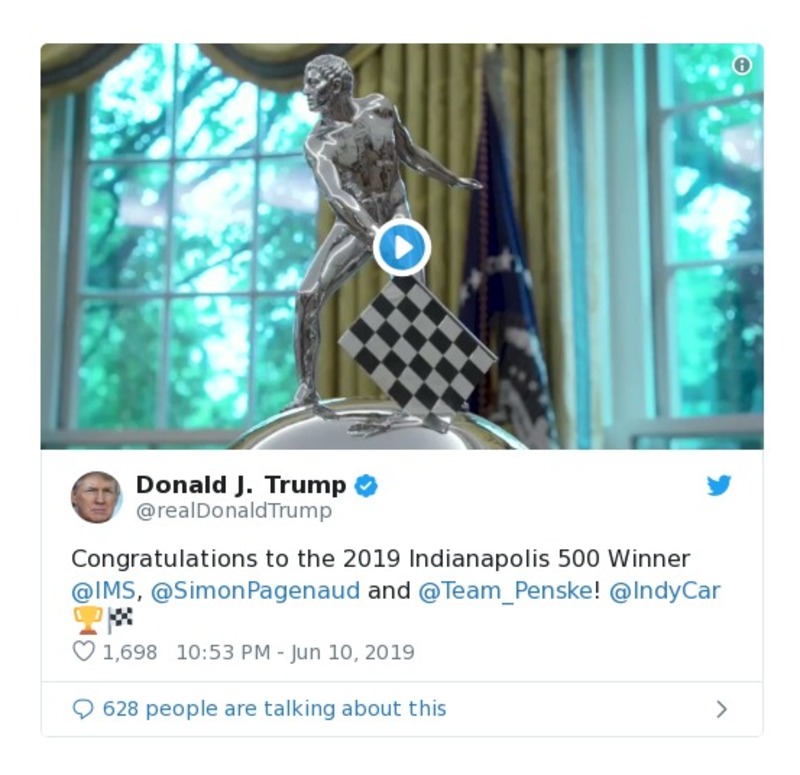 Donald J. Trump
@realDonaldTrump
Congratulations to the 2019 Indianapolis 500 Winner
@IMS, @SimonPagenaud and @Team_Penske! @IndyCar
🏆🏁
1,698 10:53 PM - Jun 10, 2019
628 people are talking about this